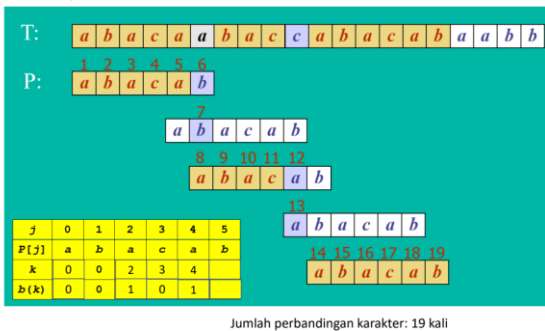 T: a b a c a a b a c c a b a c a b a a b b
1 2 3 4 5 6
P: a b a c a b
7
a b a c a b
8 9 10 11 12
a b a c a b
13
a b a c a b
14 15 16 17 18 19
a b a c a b
j 0 1 2 3 4 5
P[j] a b a c a b
k 0 0 2 3 4
b(k) 0 0 1 0 1
Jumlah perbandingan karakter: 19 kali